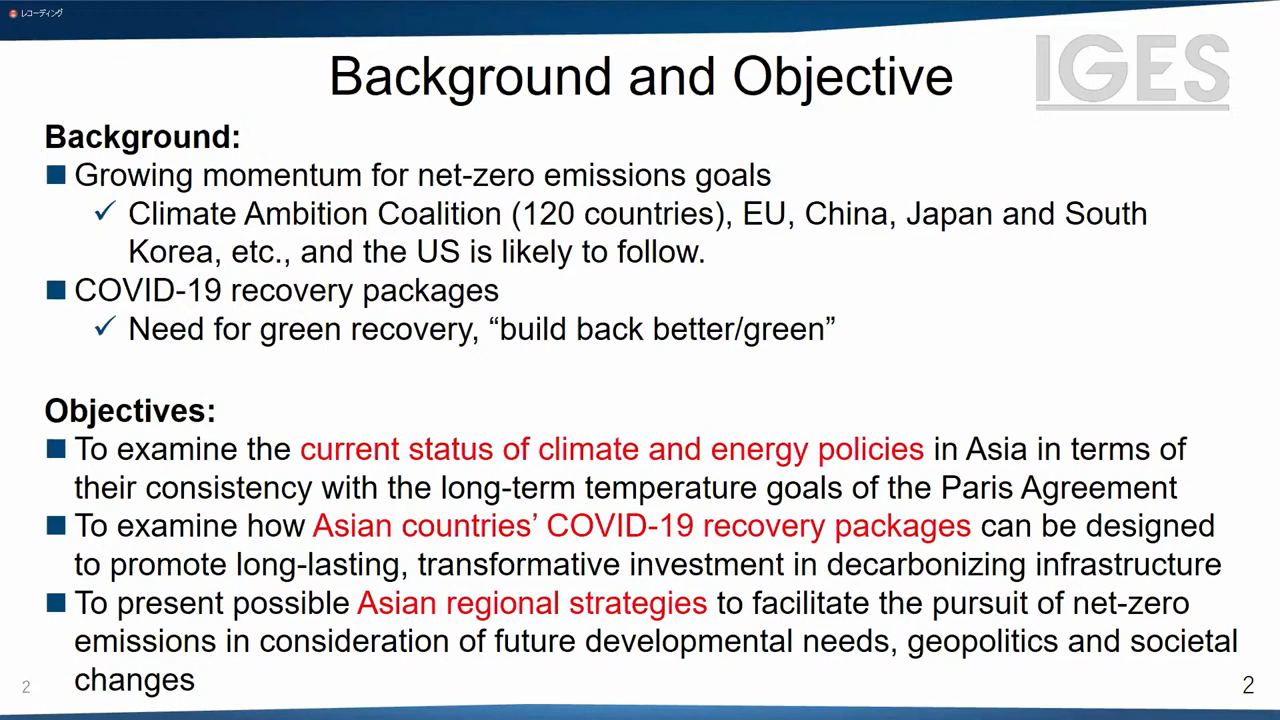 レコーディング
Background and Objective
IGES
Background:
Growing momentum for net-zero emissions goals
Climate Ambition Coalition (120 countries), EU, China, Japan and South
Korea, etc., and the US is likely to follow.
COVID-19 recovery packages
Need for green recovery, “build back better/green”
Objectives:
To examine the current status of climate and energy policies in Asia in terms of
their consistency with the long-term temperature goals of the Paris Agreement
To examine how Asian countries’ COVID-19 recovery packages can be designed
to promote long-lasting, transformative investment in decarbonizing infrastructure
To present possible Asian regional strategies to facilitate the pursuit of net-zero
emissions in consideration of future developmental needs, geopolitics and societal
changes
2
2